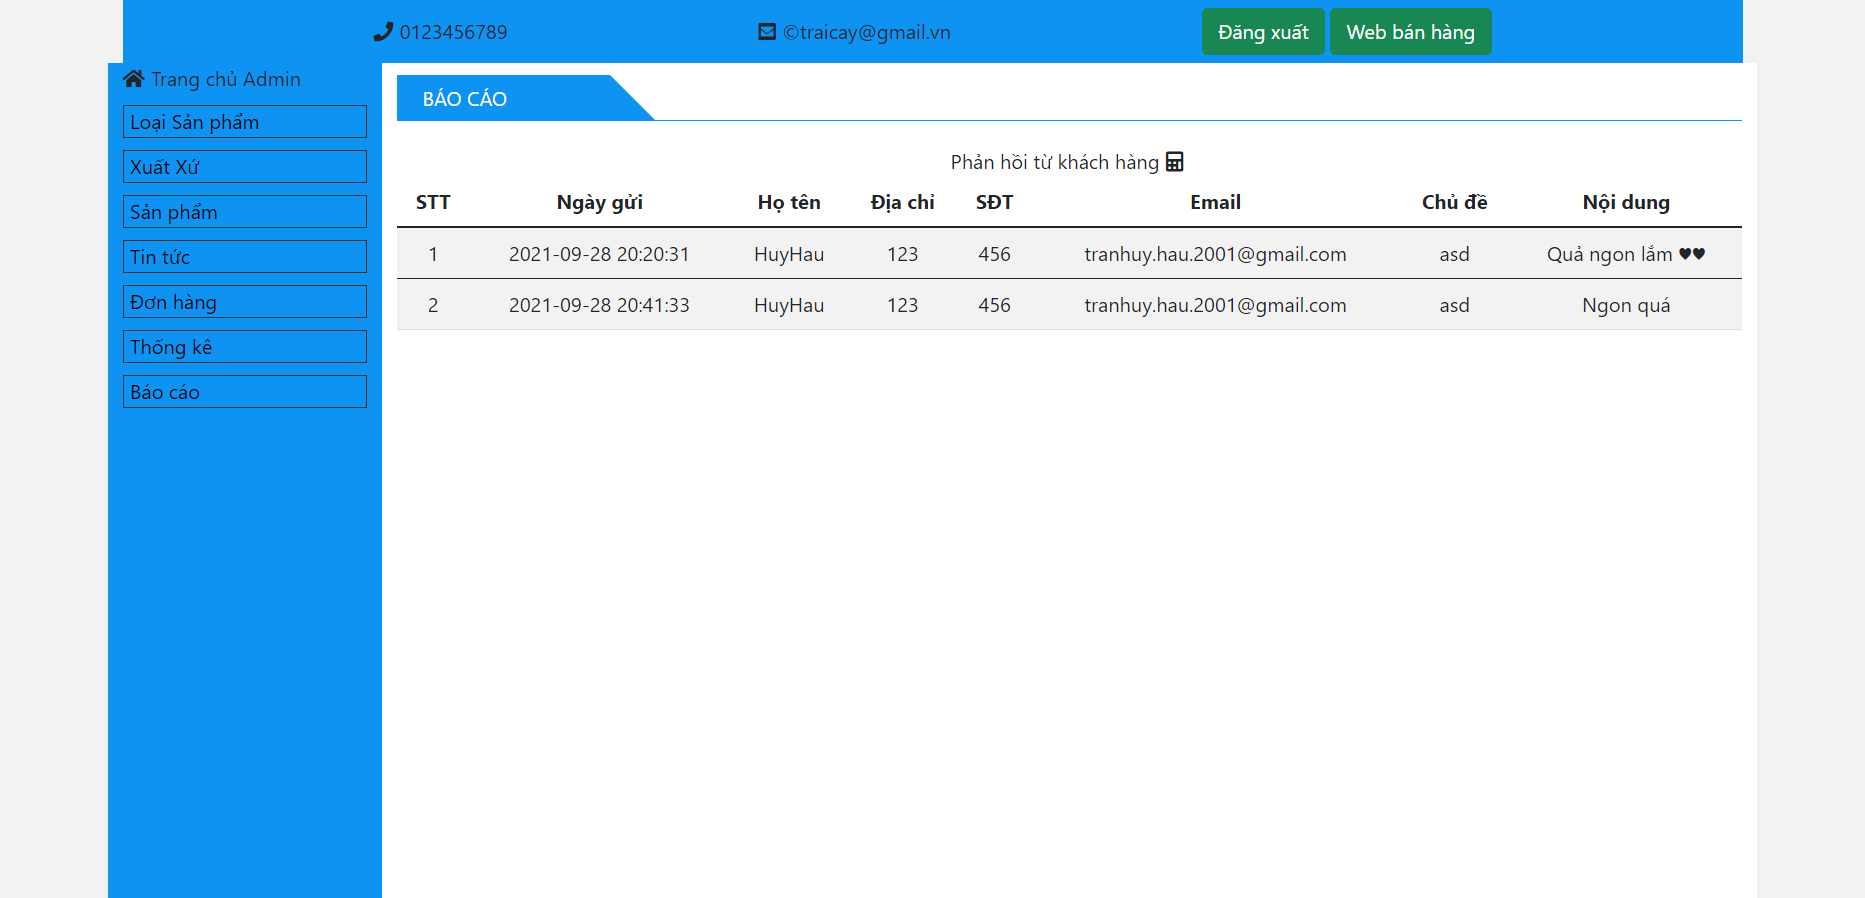 0123456789 ©traicay@gmail.vn Đăng xuất Web bán hàng
Trang chủ Admin
Loại Sản phẩm
Xuất Xứ
Sản phẩm
Tin tức
Đơn hàng
Thống kê
Báo cáo
BÁO CÁO
Phản hồi từ khách hàng
STT Ngày gửi Họ tên Địa chỉ SĐT Email Chủ đề Nội dung
1 2021-09-28 20:20:31 HuyHau 123 456 tranhuy.hau.2001@gmail.com asd Quả ngon lắm ♥♥
2 2021-09-28 20:41:33 HuyHau 123 456 tranhuy.hau.2001@gmail.com asd Ngon quá